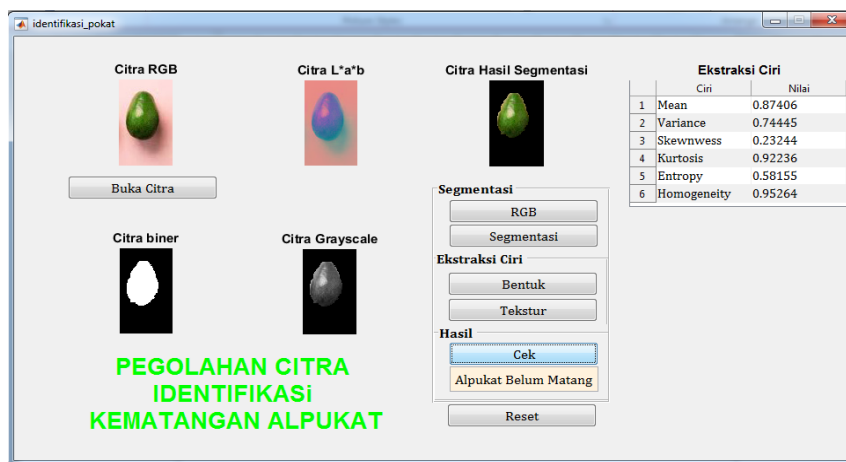 identifikasi_pokat
Citra RGB
Citra L*a*b
Citra Hasil Segmentasi
Buka Citra
Citra biner
Citra Grayscale
PEGOLAHAN CITRA
IDENTIFIKASi
KEMATANGAN ALPUKAT
Segmentasi
RGB
Segmentasi
Ekstraksi Ciri
Bentuk
Tekstur
Hasil
Cek
Alpukat Belum Matang
Reset
Ekstraksi Ciri
Ciri Nilai
1 Mean 0.87406
2 Variance 0.74445
3 Skewnwess 0.23244
4 Kurtosis 0.92236
5 Entropy 0.58155
6 Homogeneity 0.95264